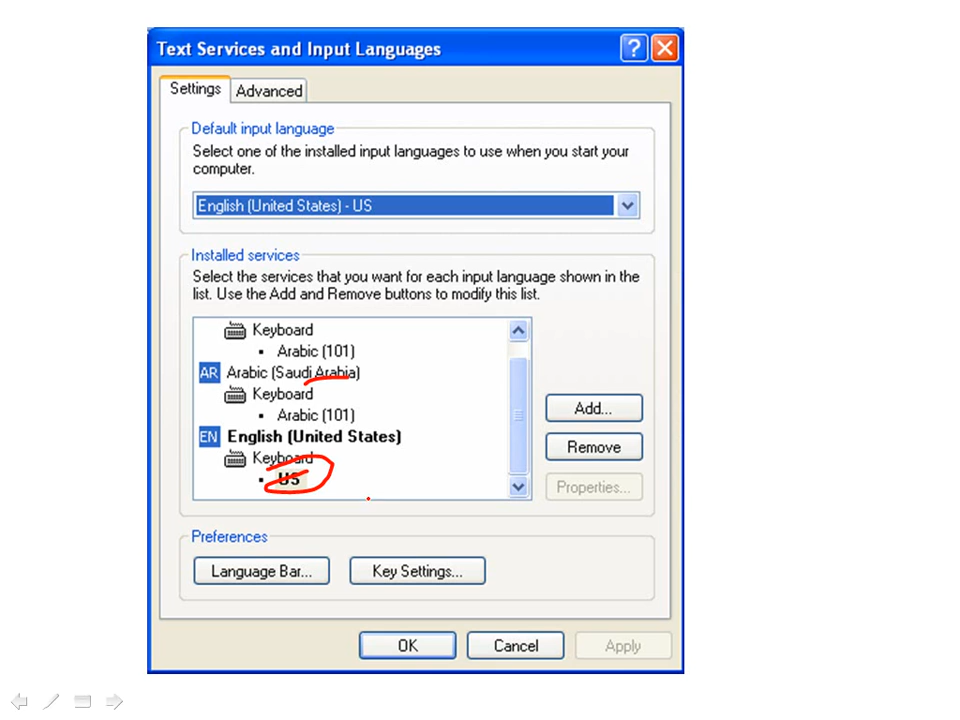 Text Services and Input Languages
Settings
Advanced
Default input language
Select one of the installed input languages to use when you start your
computer.
English (United States) - US
Installed services
Select the services that you want for each input language shown in the
list. Use the Add and Remove buttons to modify this list.
Keyboard
Arabic (101)
AR Arabic (Saudi Arabia)
Keyboard
Arabic (101)
EN English (United States)
Keyboard
US
Add...
Remove
Properties...
Preferences
Language Bar...
Key Settings...
OK
Cancel
Apply